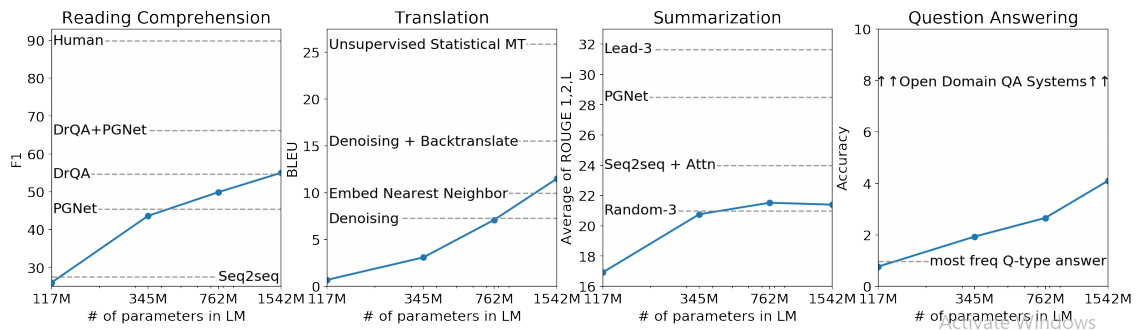 Reading Comprehension
90
80
70
60
50
40
30
F1
Human
DrQA+PGNet
DrQA
PGNet
Seq2seq
117M 345M 762M 1542M
# of parameters in LM
Translation
25
20
15
10
5
0
BLEU
Unsupervised Statistical MT
Denoising + Backtranslate
Embed Nearest Neighbor
Denoising
117M 345M 762M 1542M
# of parameters in LM
Summarization
32
30
28
26
24
22
20
18
16
Average of ROUGE 1,2,L
Lead-3
PGNet
Seq2seq + Attn
Random-3
117M 345M 762M 1542M
# of parameters in LM
Question Answering
10
8
6
4
2
0
Accuracy
↑↑Open Domain QA Systems↑↑
most freq Q-type answer
117M 345M 762M 1542M
# of parameters in LM
Activate Windows